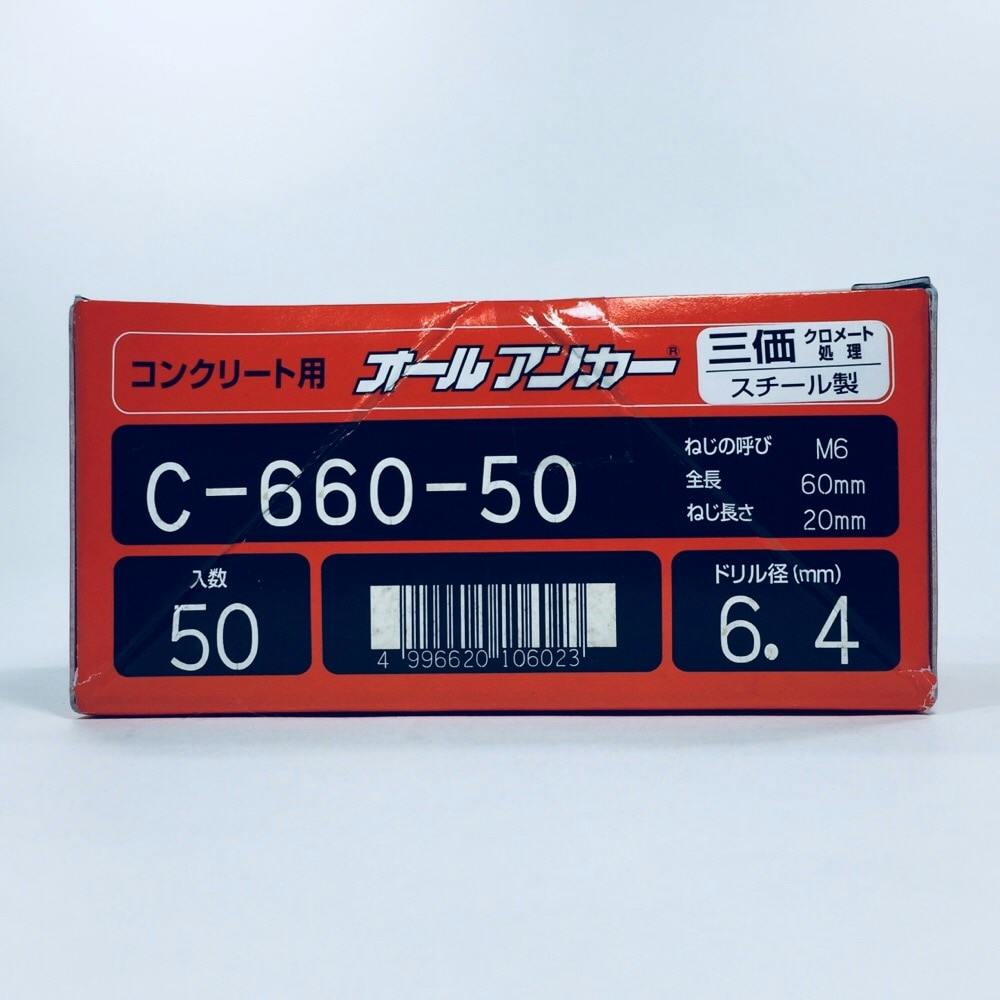 コンクリート用 オールアンカー® 三価 クロメート処理
スチール製
C-660-50
ねじの呼び M6
全長 60mm
ねじ長さ 20mm
入数
50
4 996620 106023
ドリル径(mm)
6.4